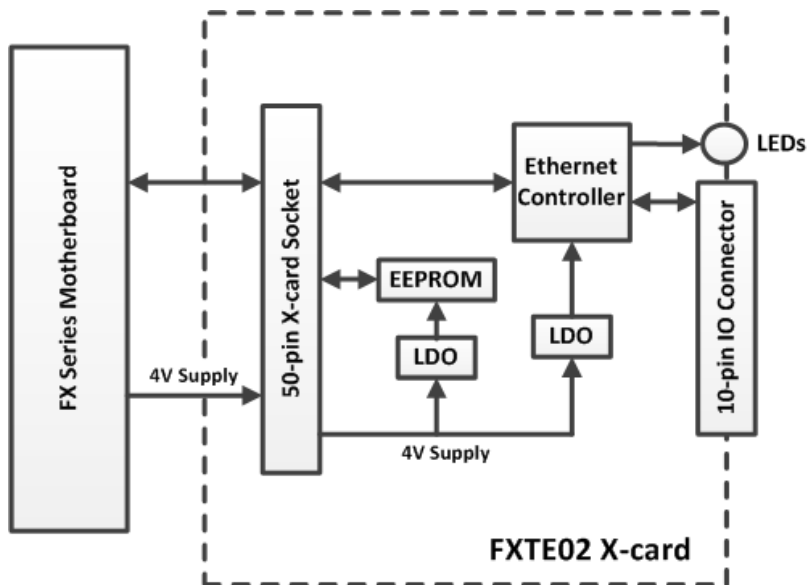 FX Series Motherboard
4V Supply
50-pin X-card Socket
Ethernet
Controller
LEDs
EEPROM
LDO
LDO
4V Supply
10-pin IO Connector
FXTE02 X-card